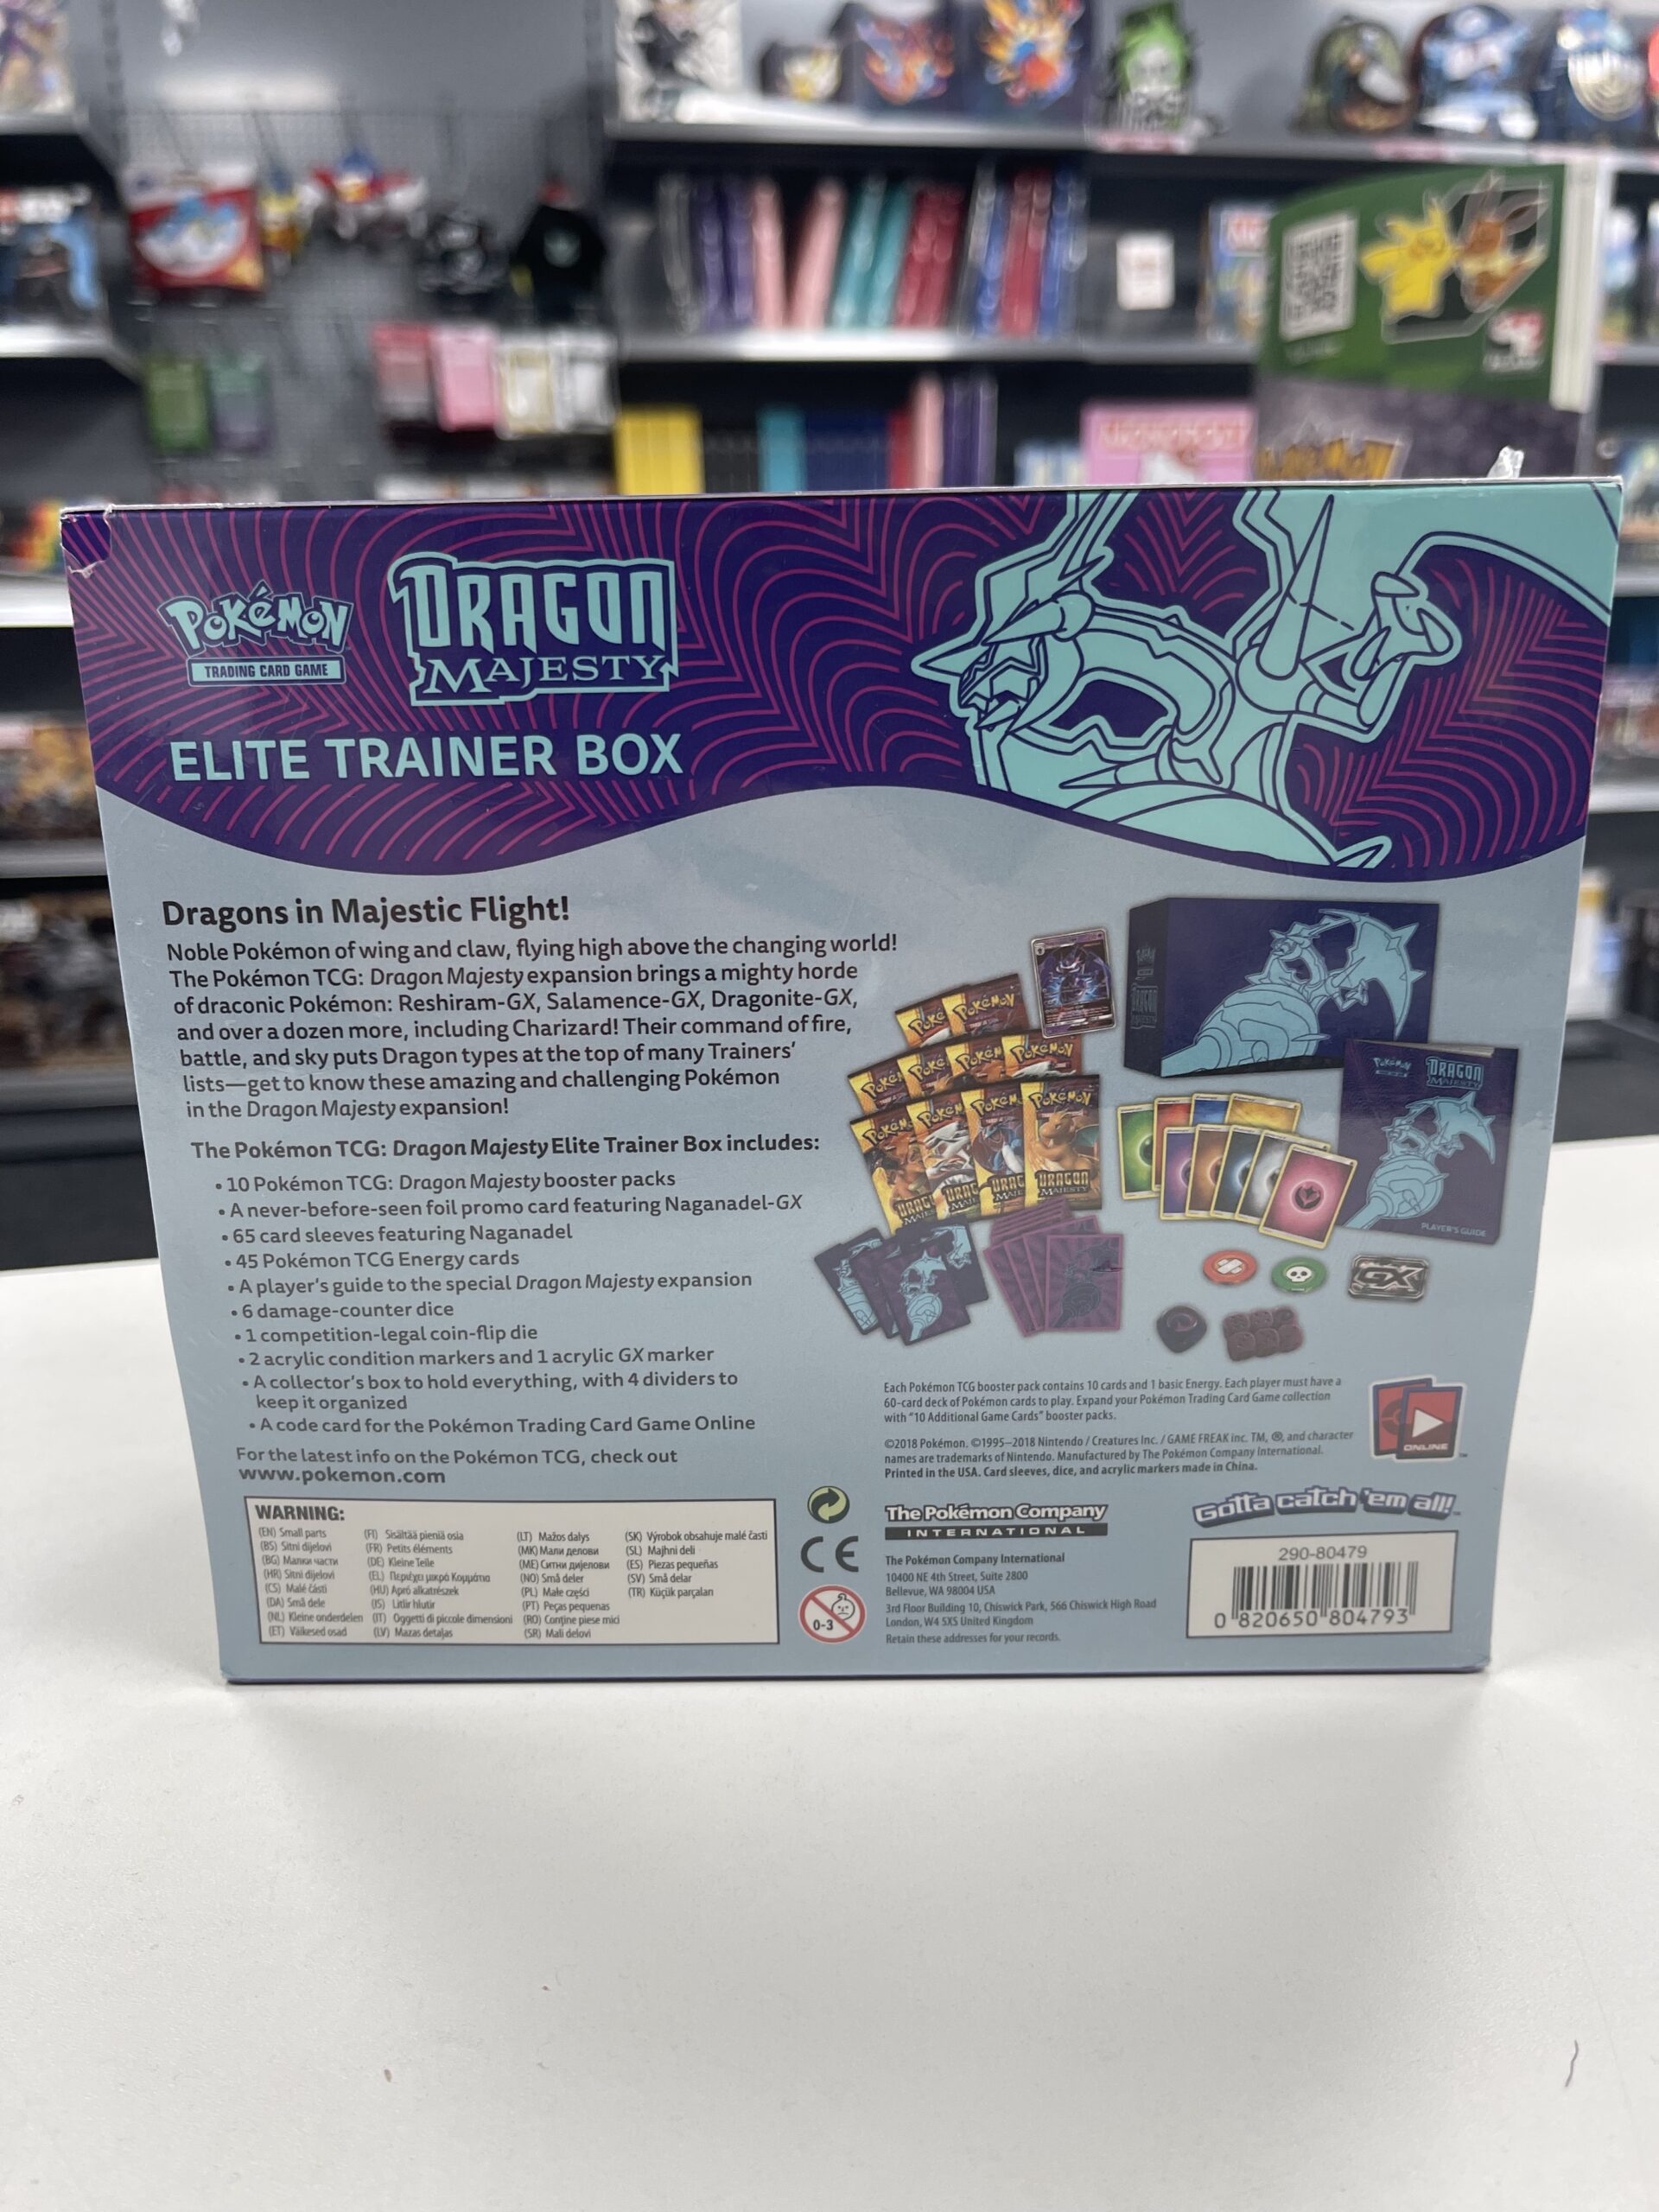 POKéMON
TRADING CARD GAME
DRAGON
MAJESTY
ELITE TRAINER BOX
Dragons in Majestic Flight!
Noble Pokémon of wing and claw, flying high above the changing world!
The Pokémon TCG: Dragon Majesty expansion brings a mighty horde
of draconic Pokémon: Reshiram-GX, Salamence-GX, Dragonite-GX,
and over a dozen more, including Charizard! Their command of fire,
battle, and sky puts Dragon types at the top of many Trainers'
lists—get to know these amazing and challenging Pokémon
in the Dragon Majesty expansion!
The Pokémon TCG: Dragon Majesty Elite Trainer Box includes:
• 10 Pokémon TCG: Dragon Majesty booster packs
• A never-before-seen foil promo card featuring Naganadel-GX
• 65 card sleeves featuring Naganadel
• 45 Pokémon TCG Energy cards
• A player's guide to the special Dragon Majesty expansion
• 6 damage-counter dice
• 1 competition-legal coin-flip die
• 2 acrylic condition markers and 1 acrylic GX marker
• A collector's box to hold everything, with 4 dividers to
keep it organized
• A code card for the Pokémon Trading Card Game Online
For the latest info on the Pokémon TCG, check out
www.pokemon.com
POKéMON
DRAGON
MAJESTY
POKéMON
DRAGON
MAJESTY
PLAYER'S GUIDE
GX
Each Pokémon TCG booster pack contains 10 cards and 1 basic Energy. Each player must have a
60-card deck of Pokémon cards to play. Expand your Pokémon Trading Card Game collection
with "10 Additional Game Cards" booster packs.
©2018 Pokémon. ©1995–2018 Nintendo / Creatures Inc. / GAME FREAK inc. TM, ®, and character
names are trademarks of Nintendo. Manufactured by The Pokémon Company International.
Printed in the USA. Card sleeves, dice, and acrylic markers made in China.
ONLINE
WARNING:
(EN) Small parts
(BS) Sitni dijelovi
(BG) Малки части
(HR) Sitni dijelovi
(CS) Malé části
(DA) Små dele
(NL) Kleine onderdelen
(ET) Väikesed osad
(FI) Sisältää pieniä osia
(FR) Petits éléments
(DE) Kleine Teile
(EL) Περιέχει μικρά Κομμάτια
(HU) Apró alkatrészek
(IS) Litlir hlutir
(IT) Oggetti di piccole dimensioni
(LV) Mazas detaļas
(LT) Mažos dalys
(MK) Мали делови
(ME) Ситни дијелови
(NO) Små deler
(PL) Małe części
(PT) Peças pequenas
(RO) Conţine piese mici
(SR) Mali delovi
(SK) Výrobok obsahuje malé časti
(SL) Majhni deli
(ES) Piezas pequeñas
(SV) Små delar
(TR) Küçük parçaları
CE
0-3
The Pokémon Company
INTERNATIONAL
The Pokémon Company International
10400 NE 4th Street, Suite 2800
Bellevue, WA 98004 USA
3rd Floor Building 10, Chiswick Park, 566 Chiswick High Road
London, W4 5XS United Kingdom
Retain these addresses for your records.
Gotta catch 'em all!™
290-80479
0 820650 804793